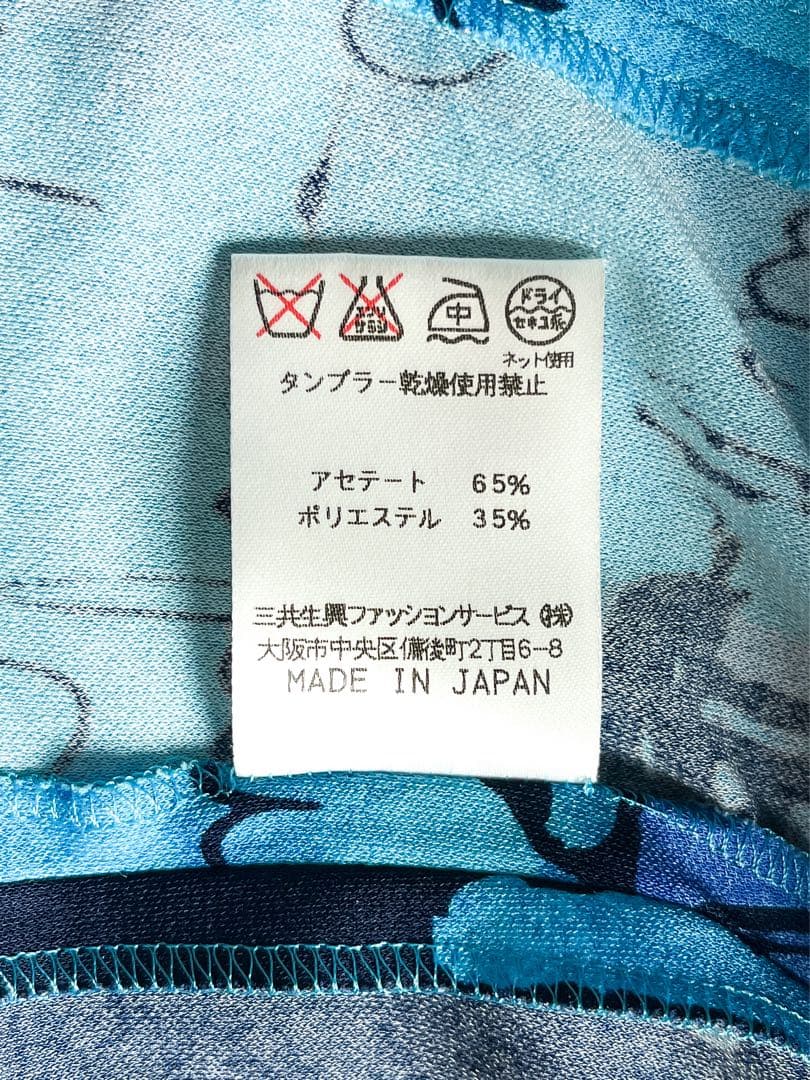 エンソ
サラシ
中
ドライ
セキユ系
ネット使用
タンブラー乾燥使用禁止
アセテート 65%
ポリエステル 35%
三共生興ファッションサービス㈱
大阪市中央区備後町2丁目6-8
MADE IN JAPAN